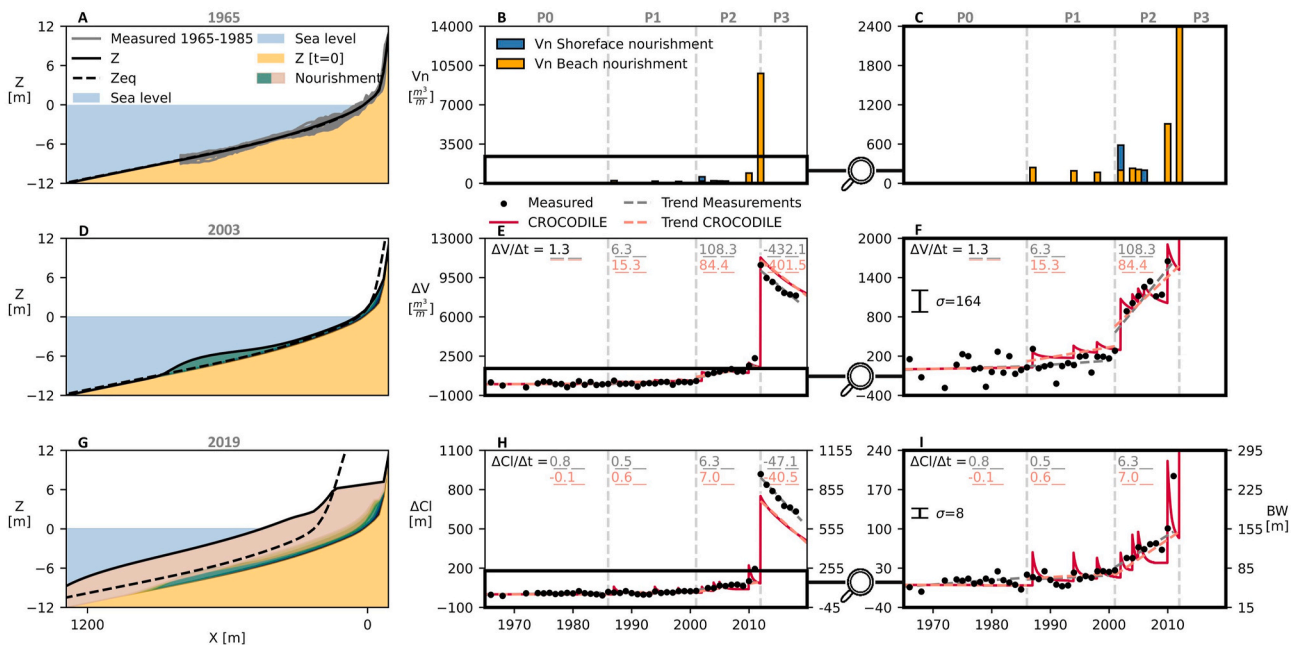 A
1965
12
6
0
−6
−12
Z
[m]
Measured 1965-1985
Z
Zeq
Sea level
Sea level
Z [t=0]
Nourishment
B
P0
P1
P2
P3
14000
10500
7000
3500
0
Vn
[m³/m]
Vn Shoreface nourishment
Vn Beach nourishment
C
P0
P1
P2
P3
2400
1800
1200
600
0
Measured
CROCODILE
Trend Measurements
Trend CROCODILE
D
2003
12
6
0
−6
−12
Z
[m]
E
13000
9500
6000
2500
−1000
ΔV
[m³/m]
ΔV/Δt = 1.3
6.3
108.3
-432.1
15.3
84.4
-401.5
F
2000
1400
800
200
−400
ΔV/Δt = 1.3
6.3
108.3
15.3
84.4
σ=164
G
2019
12
6
0
−6
−12
Z
[m]
1200
0
X [m]
H
1100
800
500
200
−100
ΔCl
[m]
ΔCl/Δt = 0.8
0.5
6.3
-47.1
-0.1
0.6
7.0
-40.5
1155
855
555
255
−45
1970
1980
1990
2000
2010
I
240
170
100
30
−40
ΔCl/Δt = 0.8
0.5
6.3
-0.1
0.6
7.0
σ=8
295
225
155
85
15
BW
[m]
1970
1980
1990
2000
2010